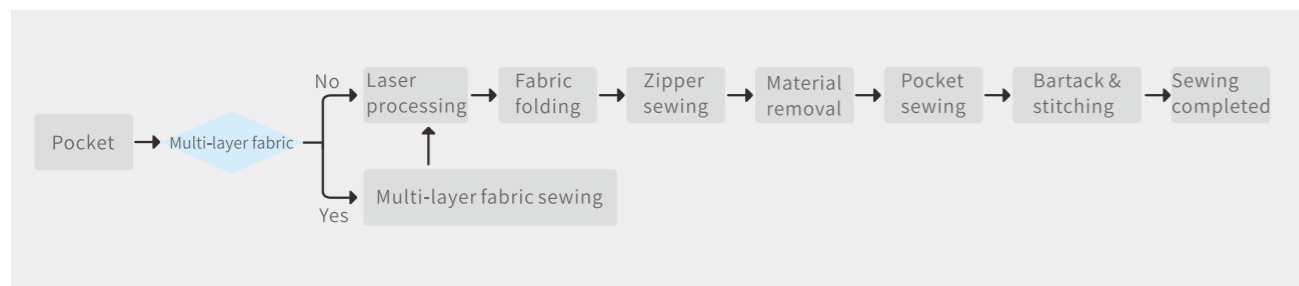 Pocket
Multi-layer fabric
No
Yes
Laser
processing
Multi-layer fabric sewing
Fabric
folding
Zipper
sewing
Material
removal
Pocket
sewing
Bartack &
stitching
Sewing
completed